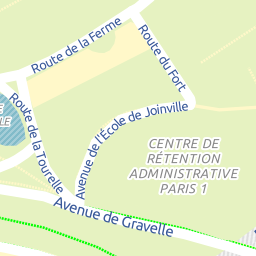 Route de la Ferme
Route du Fort
Route de la Tourelle
Avenue de l'École de Joinville
CENTRE DE
RÉTENTION
ADMINISTRATIVE
PARIS 1
Avenue de Gravelle